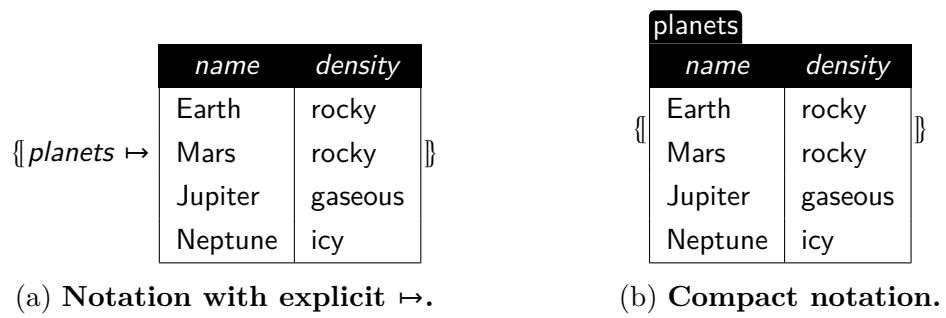 {[ planets ↦
name density
Earth rocky
Mars rocky
Jupiter gaseous
Neptune icy
]}
(a) Notation with explicit ↦.
planets
{[
name density
Earth rocky
Mars rocky
Jupiter gaseous
Neptune icy
]}
(b) Compact notation.